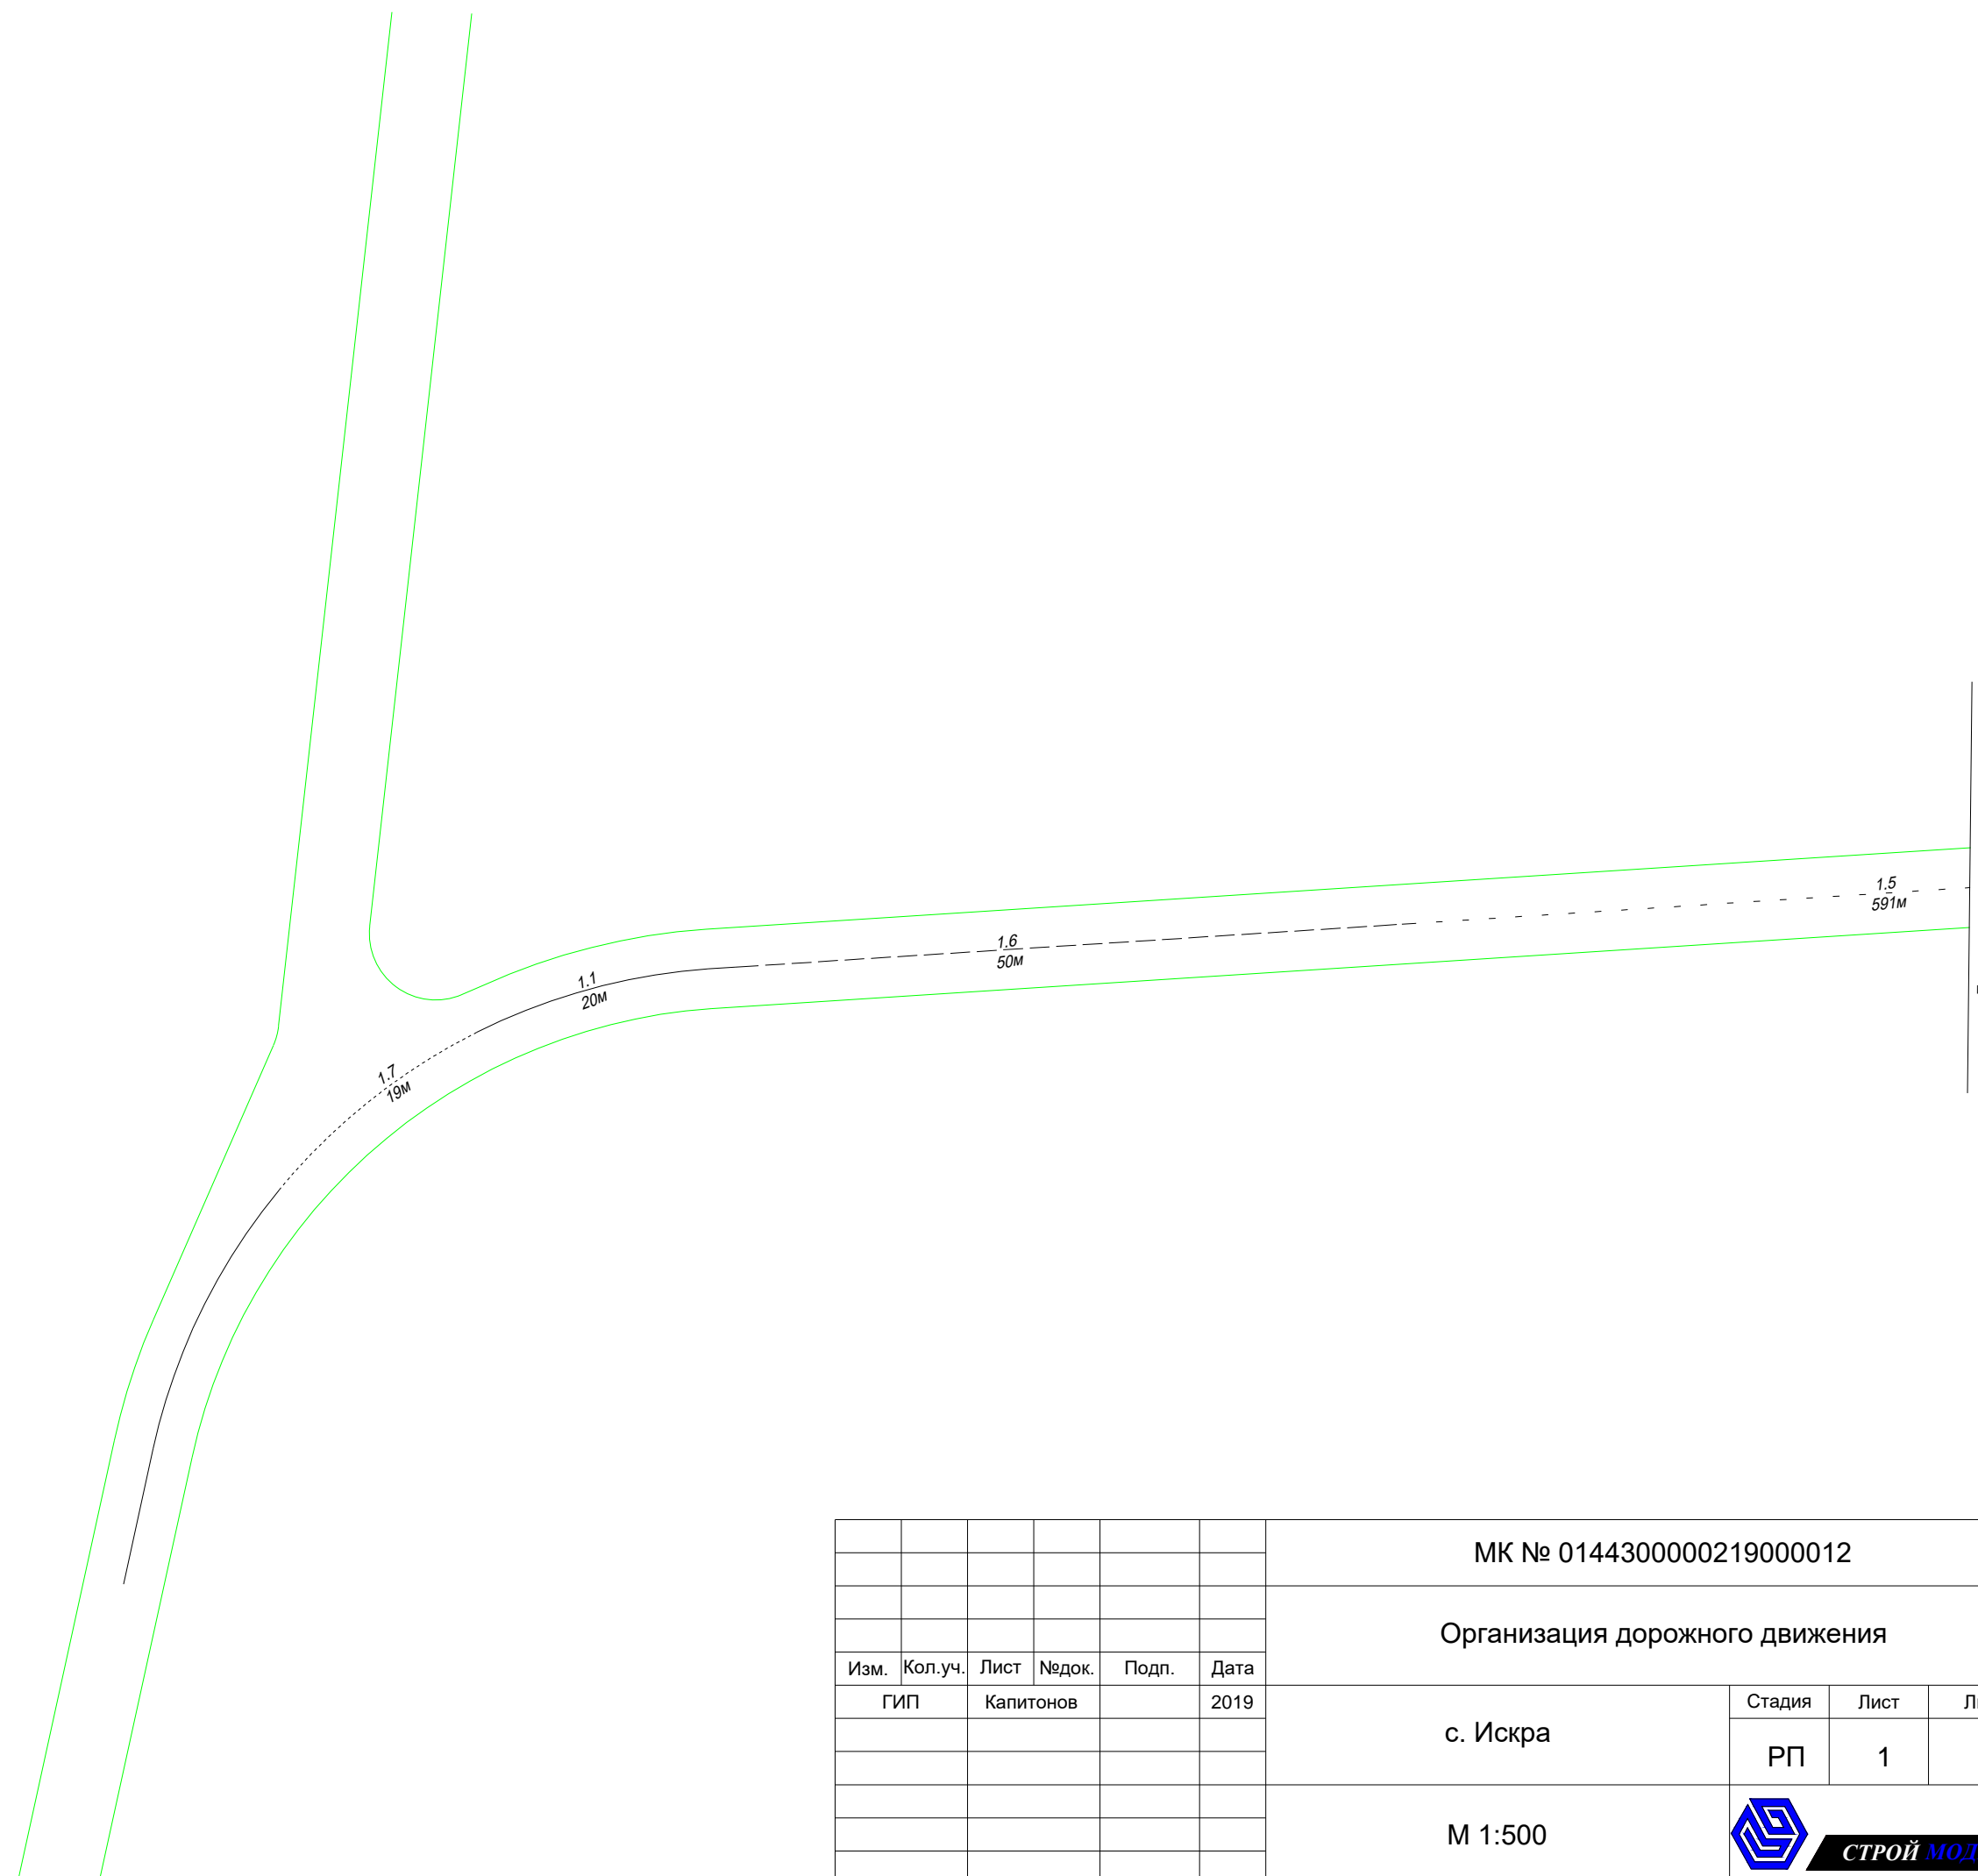 1.5
591м
1.6
50м
1.1
20м
1.7
19м
МК № 0144300000219000012
Организация дорожного движения
Изм. Кол.уч. Лист №док. Подп. Дата
ГИП Капитонов 2019
с. Искра
Стадия Лист
РП 1
М 1:500
СТРОЙ МОД